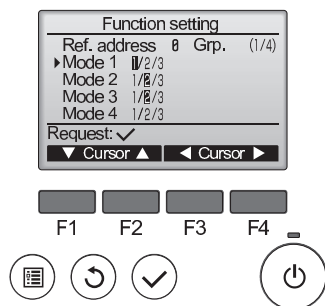 Function setting
Ref. address 0 Grp. (1/4)
▶Mode 1 1/2/3
Mode 2 1/2/3
Mode 3 1/2/3
Mode 4 1/2/3
Request: ✓
▼ Cursor ▲ ◀ Cursor ▶
F1 F2 F3 F4